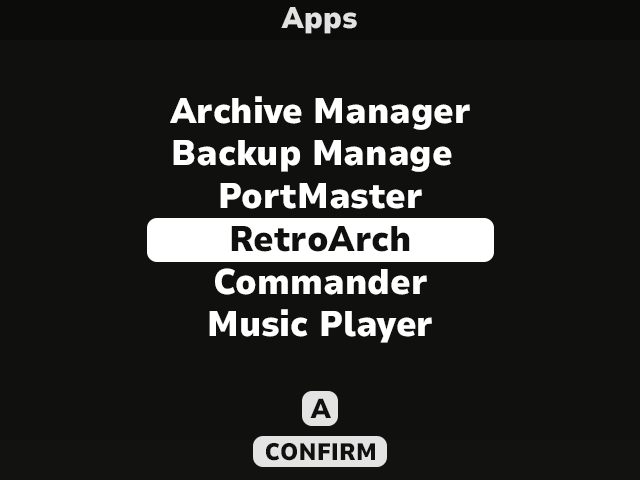 Apps
Archive Manager
Backup Manage
PortMaster
RetroArch
Commander
Music Player
A
CONFIRM